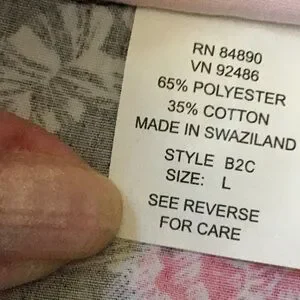 RN 84890
VN 92486
65% POLYESTER
35% COTTON
MADE IN SWAZILAND
STYLE B2C
SIZE: L
SEE REVERSE
FOR CARE